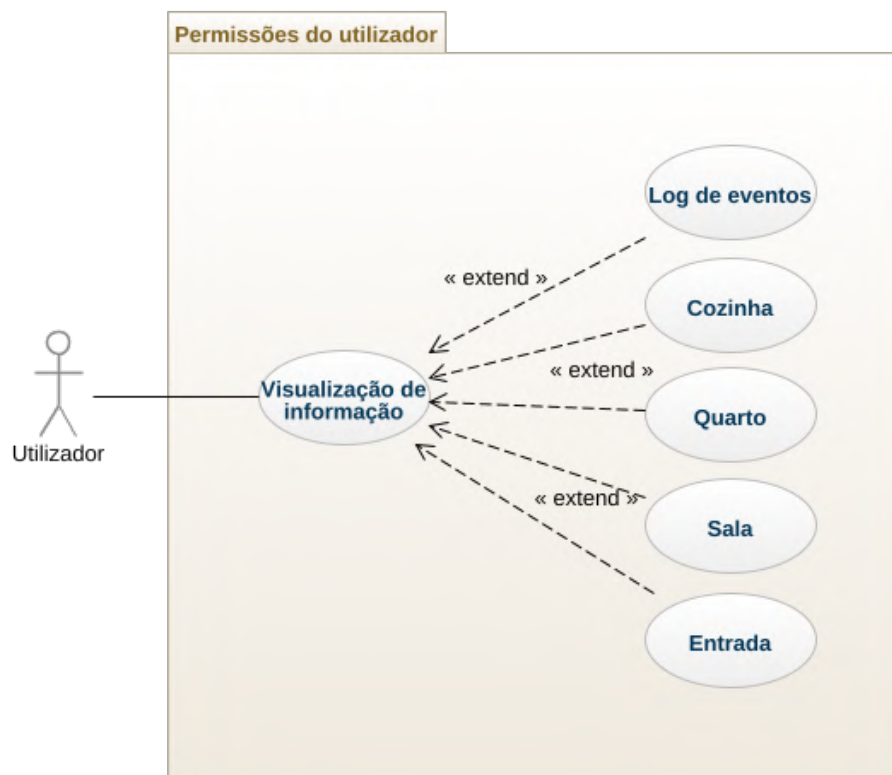 Permissões do utilizador
Log de eventos
« extend »
Cozinha
« extend »
Visualização de
informação
Quarto
Utilizador
« extend »
Sala
Entrada